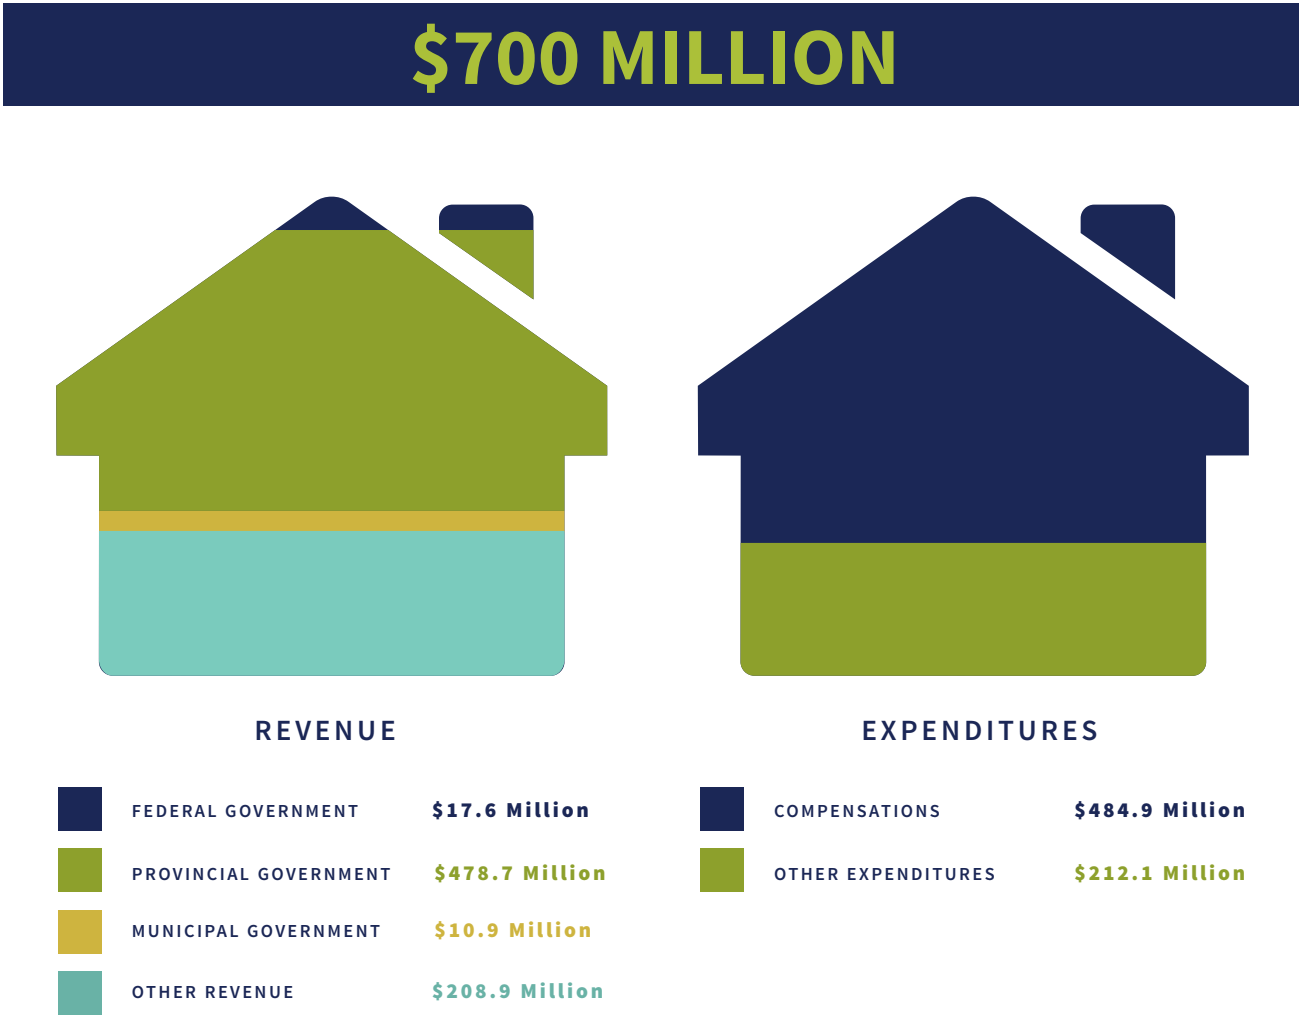 $700 MILLION
REVENUE
FEDERAL GOVERNMENT $17.6 Million
PROVINCIAL GOVERNMENT $478.7 Million
MUNICIPAL GOVERNMENT $10.9 Million
OTHER REVENUE $208.9 Million
EXPENDITURES
COMPENSATIONS $484.9 Million
OTHER EXPENDITURES $212.1 Million